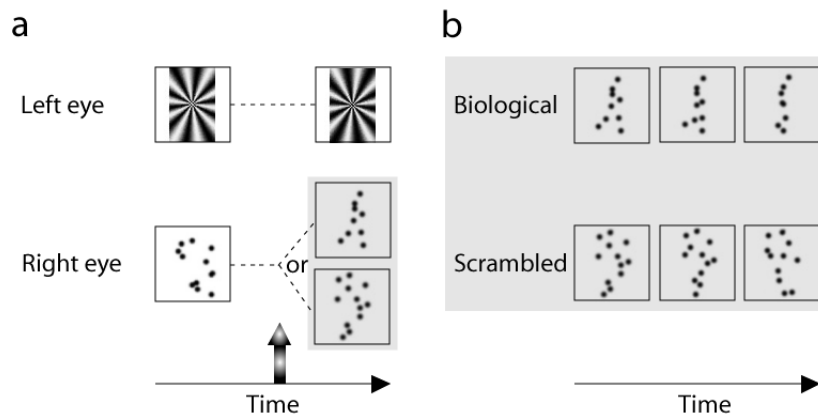 a
Left eye
Right eye
or
Time
b
Biological
Scrambled
Time